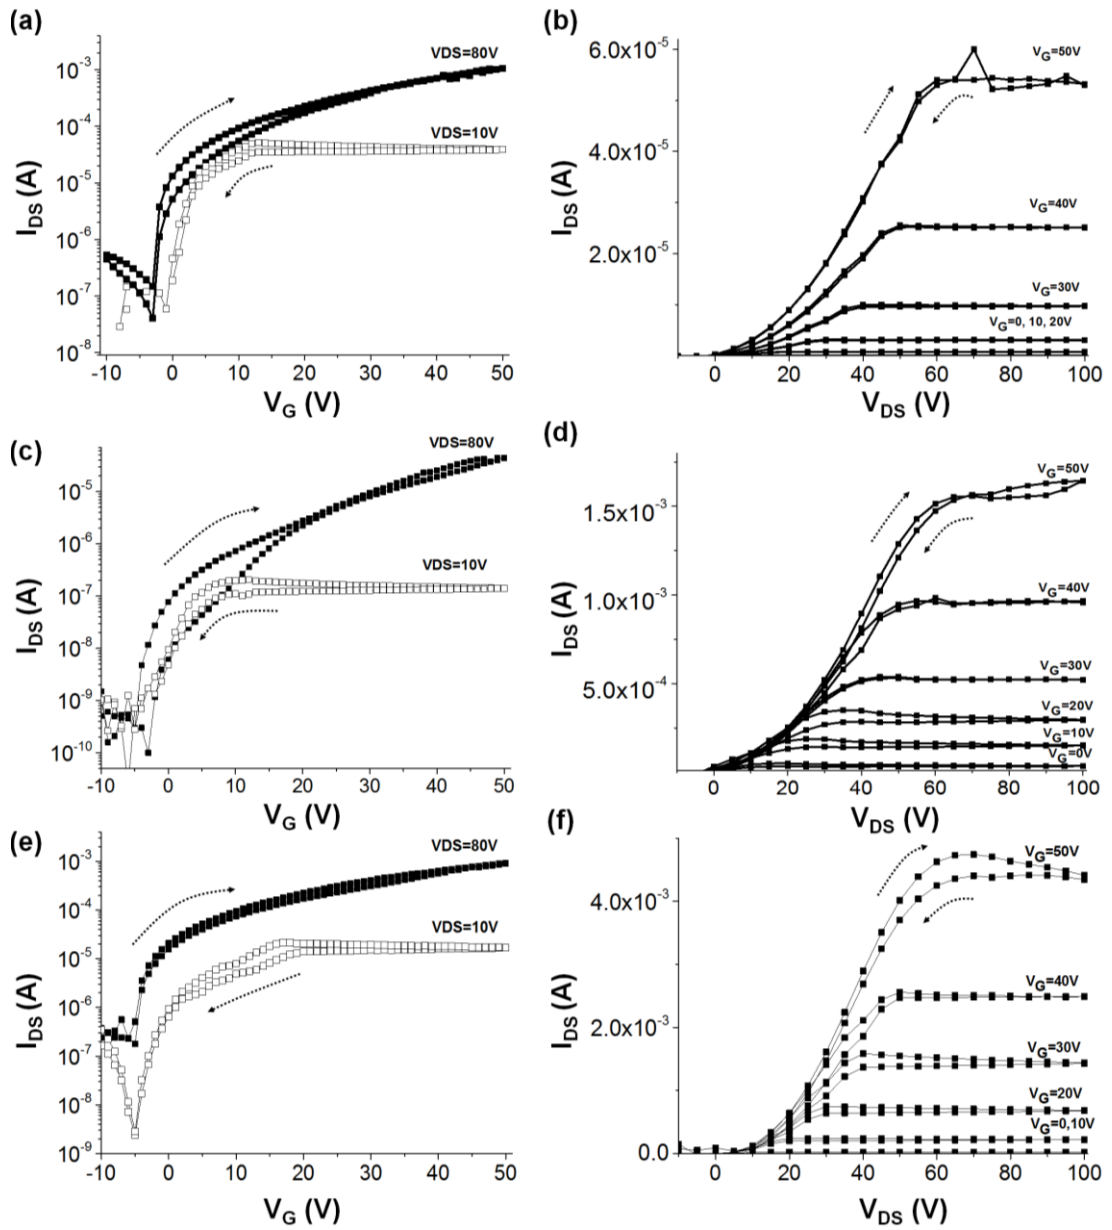 (a)
VDS=80V
VDS=10V
10⁻³
10⁻⁴
10⁻⁵
10⁻⁶
10⁻⁷
10⁻⁸
I_DS (A)
-10 0 10 20 30 40 50
V_G (V)
(b)
V_G=50V
V_G=40V
V_G=30V
V_G=0, 10, 20V
6.0x10⁻⁵
4.0x10⁻⁵
2.0x10⁻⁵
I_DS (A)
0 20 40 60 80 100
V_DS (V)
(c)
VDS=80V
VDS=10V
10⁻⁵
10⁻⁶
10⁻⁷
10⁻⁸
10⁻⁹
10⁻¹⁰
I_DS (A)
-10 0 10 20 30 40 50
V_G (V)
(d)
V_G=50V
V_G=40V
V_G=30V
V_G=20V
V_G=10V
V_G=0V
1.5x10⁻³
1.0x10⁻³
5.0x10⁻⁴
I_DS (A)
0 20 40 60 80 100
V_DS (V)
(e)
VDS=80V
VDS=10V
10⁻³
10⁻⁴
10⁻⁵
10⁻⁶
10⁻⁷
10⁻⁸
10⁻⁹
I_DS (A)
-10 0 10 20 30 40 50
V_G (V)
(f)
V_G=50V
V_G=40V
V_G=30V
V_G=20V
V_G=0,10V
4.0x10⁻³
2.0x10⁻³
0.0
I_DS (A)
0 20 40 60 80 100
V_DS (V)